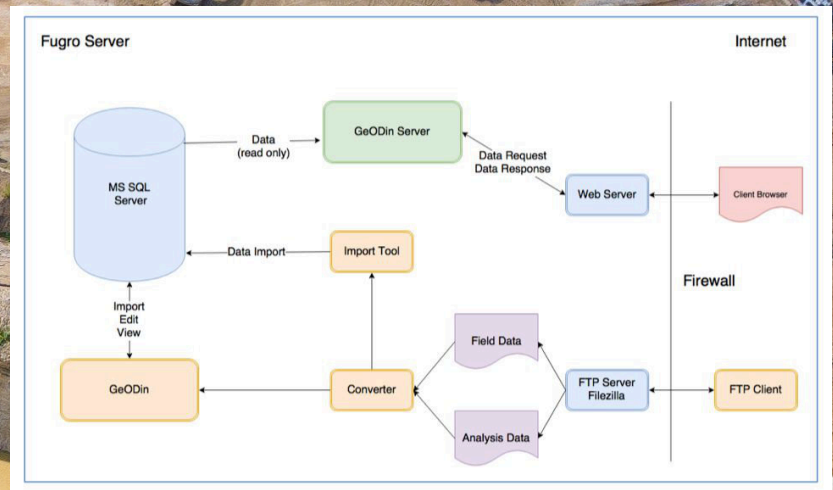 Fugro Server
Internet
GeODin Server
Data
(read only)
Data Request
Data Response
MS SQL
Server
Web Server
Client Browser
Data Import
Import Tool
Firewall
Import
Edit
View
Field Data
GeODin
Converter
FTP Server
Filezilla
FTP Client
Analysis Data